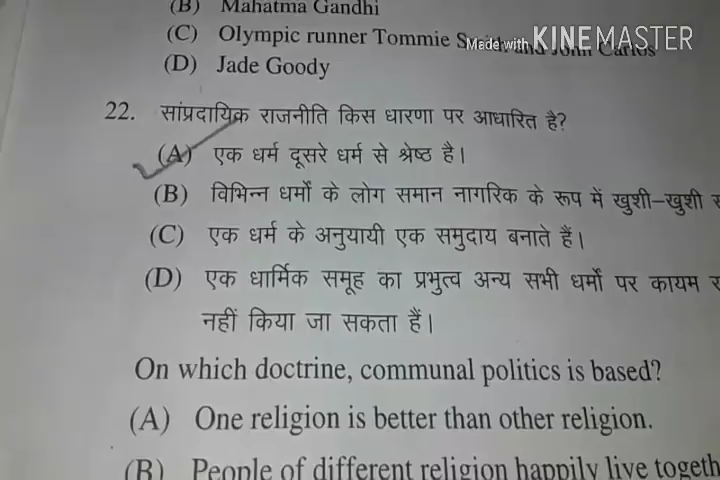 (B) Mahatma Gandhi
(C) Olympic runner Tommie and John Carlos
Made with KINEMASTER
(D) Jade Goody
22. सांप्रदायिक राजनीति किस धारणा पर आधारित है?
(A) एक धर्म दूसरे धर्म से श्रेष्ठ है।
(B) विभिन्न धर्मों के लोग समान नागरिक के रूप में खुशी-खुशी
(C) एक धर्म के अनुयायी एक समुदाय बनाते हैं।
(D) एक धार्मिक समूह का प्रभुत्व अन्य सभी धर्मों पर कायम
नहीं किया जा सकता हैं।
On which doctrine, communal politics is based?
(A) One religion is better than other religion.
(B) People of different religion happily live togeth